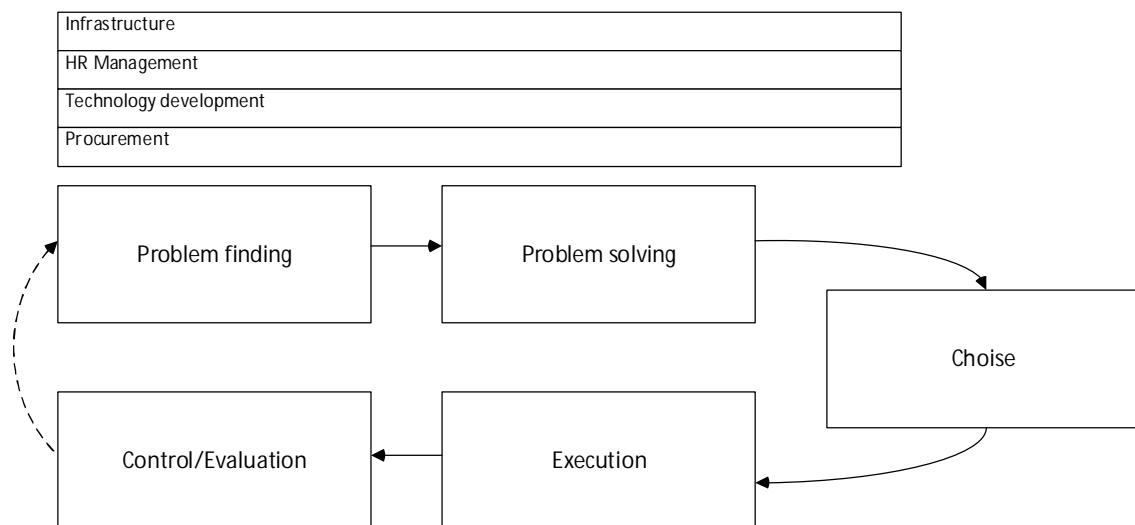 Infrastructure
HR Management
Technology development
Procurement
Problem finding
Problem solving
Choise
Control/Evaluation
Execution